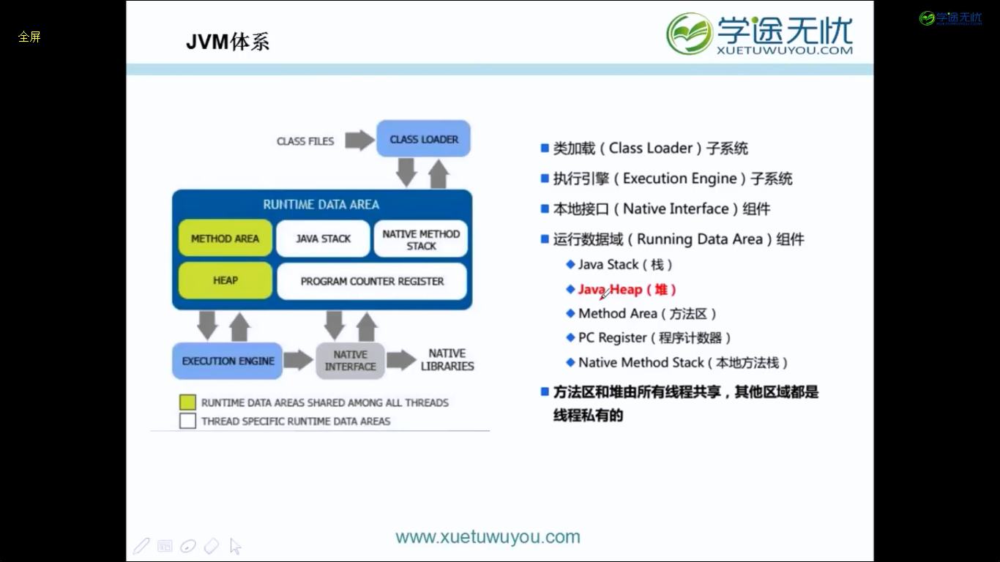 全屏
JVM体系
学途无忧
XUETUWUYOU.COM
学途无忧
CLASS FILES
CLASS LOADER
RUNTIME DATA AREA
METHOD AREA
JAVA STACK
NATIVE METHOD
STACK
HEAP
PROGRAM COUNTER REGISTER
EXECUTION ENGINE
NATIVE
INTERFACE
NATIVE
LIBRARIES
RUNTIME DATA AREAS SHARED AMONG ALL THREADS
THREAD SPECIFIC RUNTIME DATA AREAS
类加载（Class Loader）子系统
执行引擎（Execution Engine）子系统
本地接口（Native Interface）组件
运行数据域（Running Data Area）组件
Java Stack（栈）
Java Heap（堆）
Method Area（方法区）
PC Register（程序计数器）
Native Method Stack（本地方法栈）
方法区和堆由所有线程共享，其他区域都是
线程私有的
www.xuetuwuyou.com